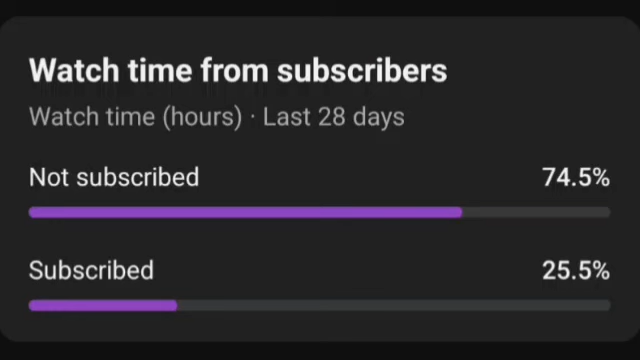 Watch time from subscribers
Watch time (hours) · Last 28 days
Not subscribed 74.5%
Subscribed 25.5%